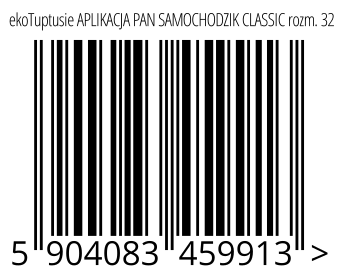 ekoTuptusie APLIKACJA PAN SAMOCHODZIK CLASSIC rozm. 32
5 904083 459913 >